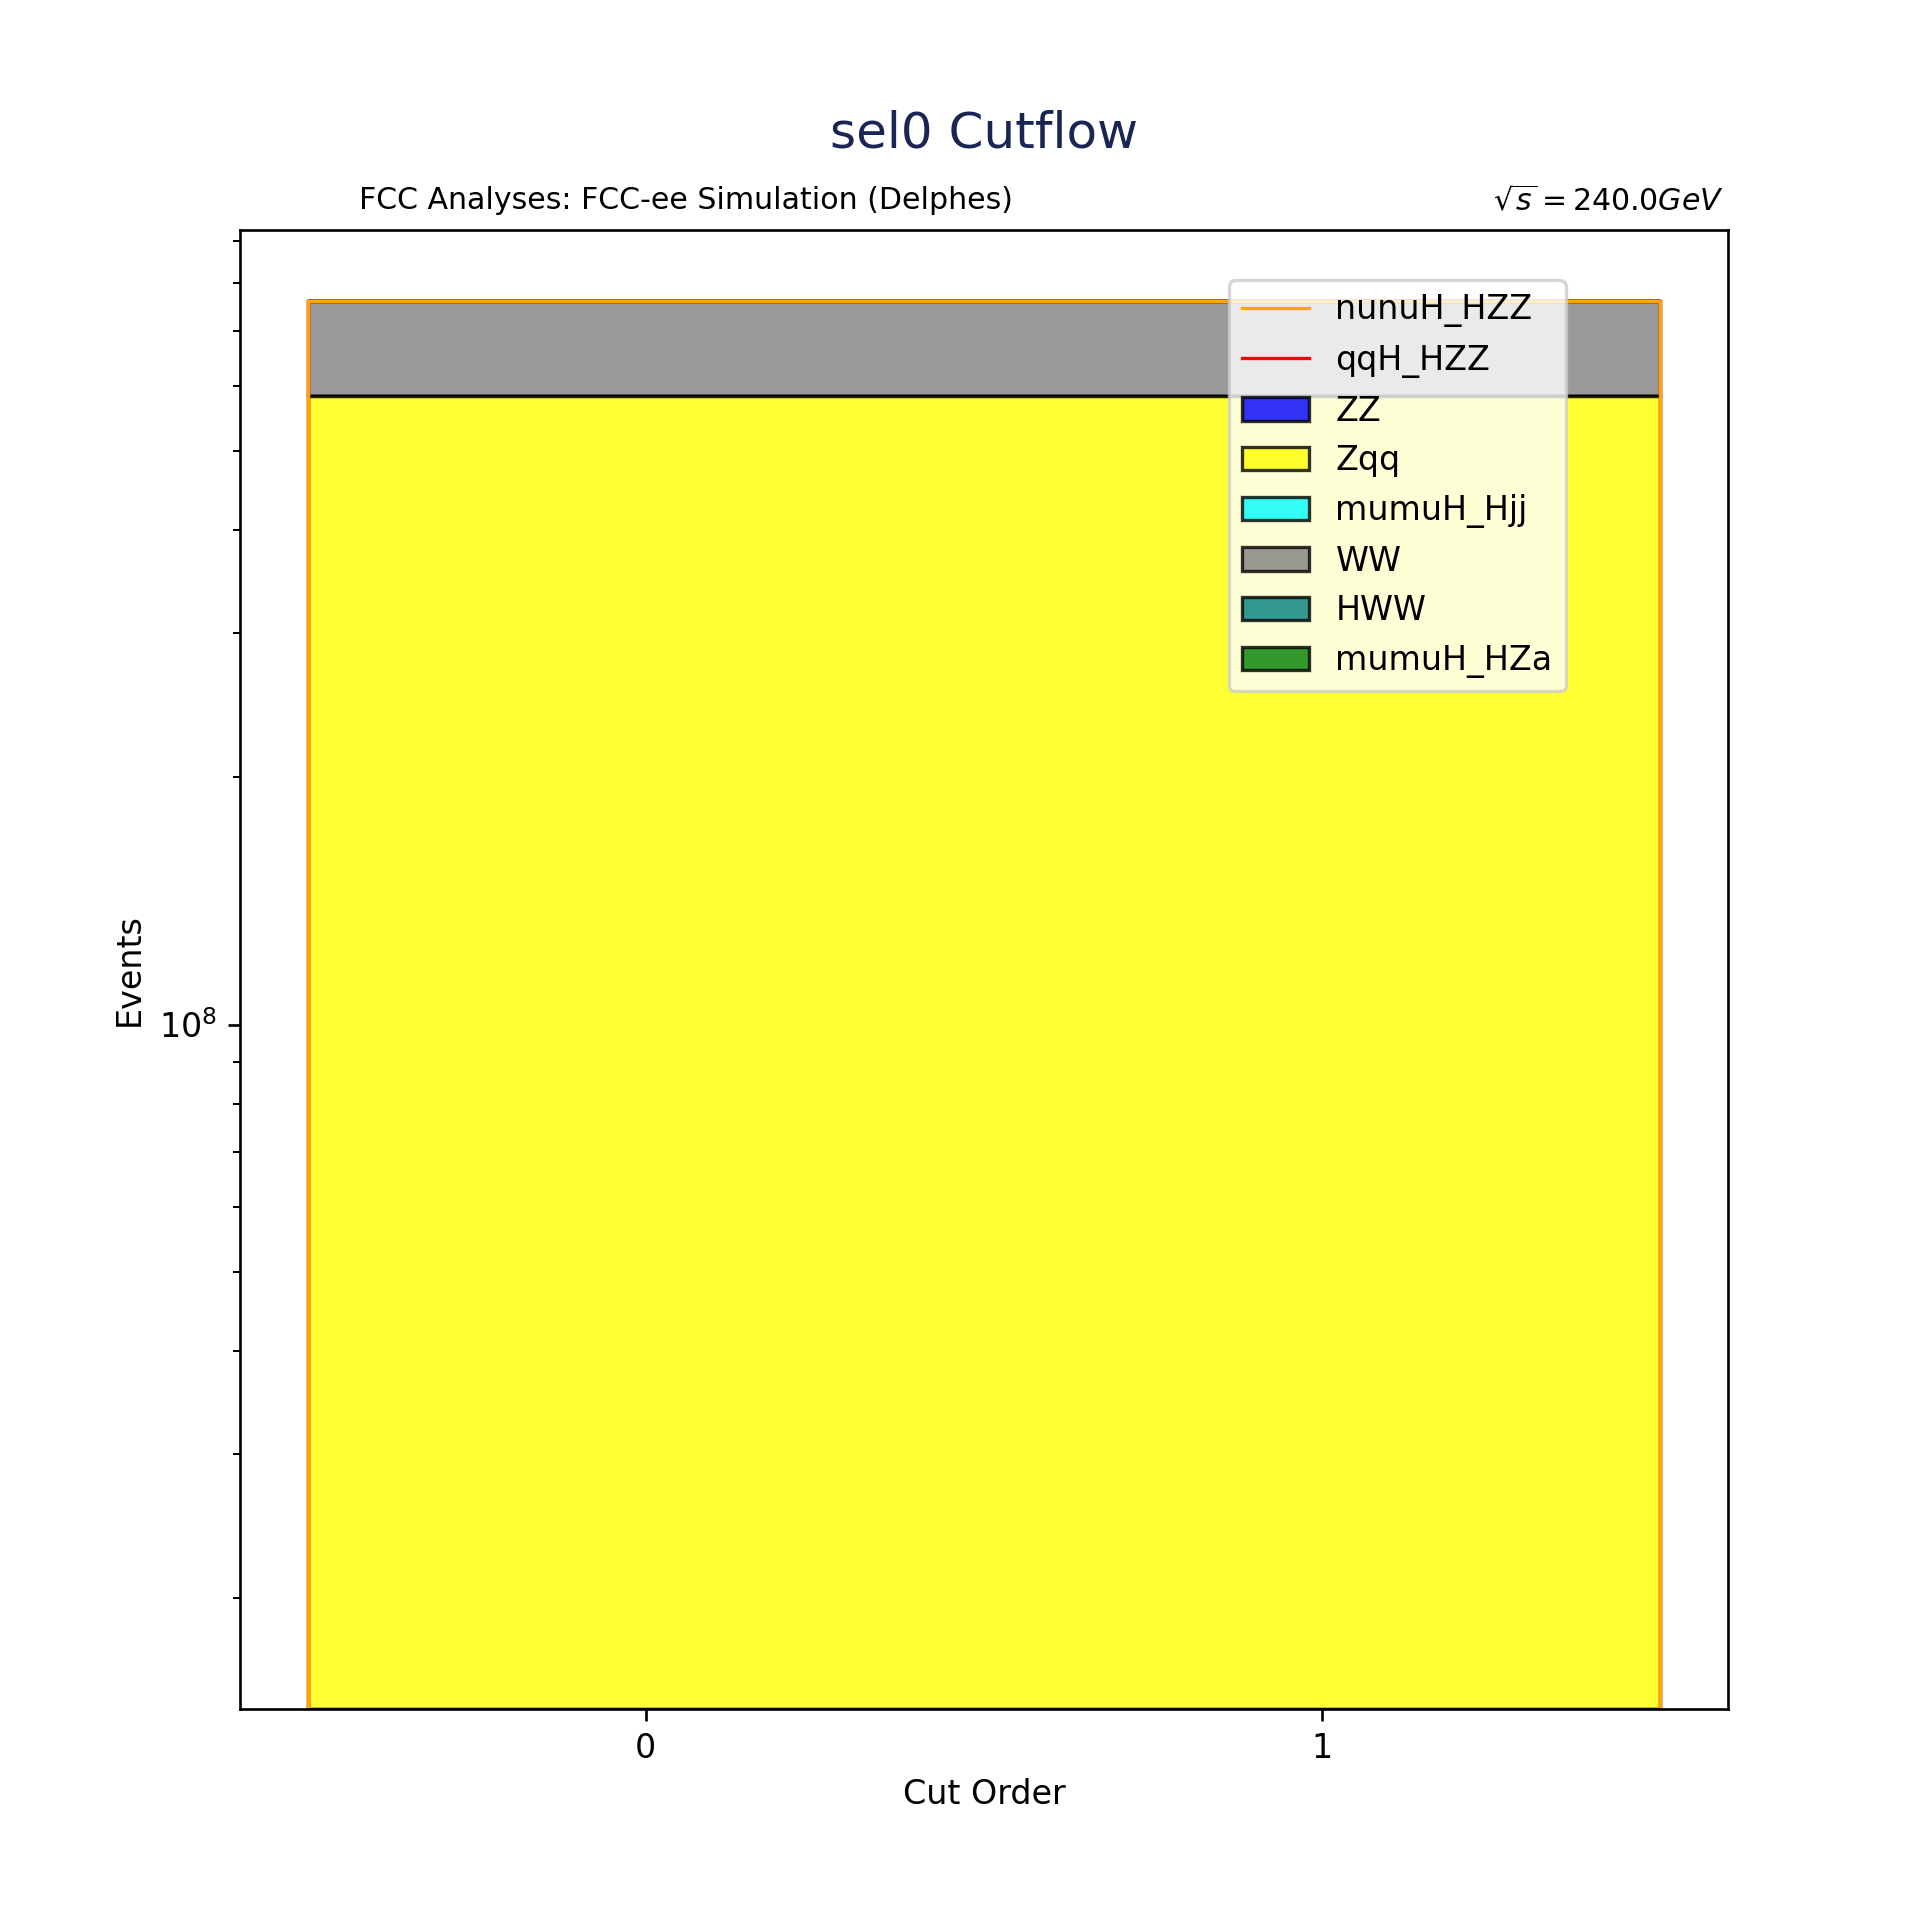 sel0 Cutflow
FCC Analyses: FCC-ee Simulation (Delphes)
√s = 240.0GeV
nunuH_HZZ
qqH_HZZ
ZZ
Zqq
mumuH_Hjj
WW
HWW
mumuH_HZa
Events
10⁸
0
1
Cut Order